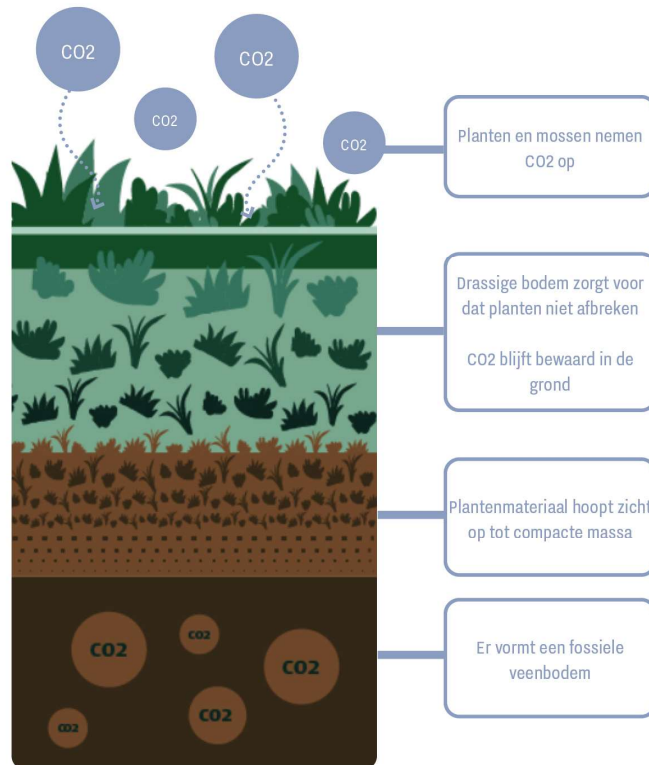 CO2
CO2
CO2
CO2
Planten en mossen nemen
CO2 op
Drassige bodem zorgt voor
dat planten niet afbreken
CO2 blijft bewaard in de
grond
Plantenmateriaal hoopt zicht
op tot compacte massa
Er vormt een fossiele
veenbodem
CO2
CO2
CO2
CO2
CO2